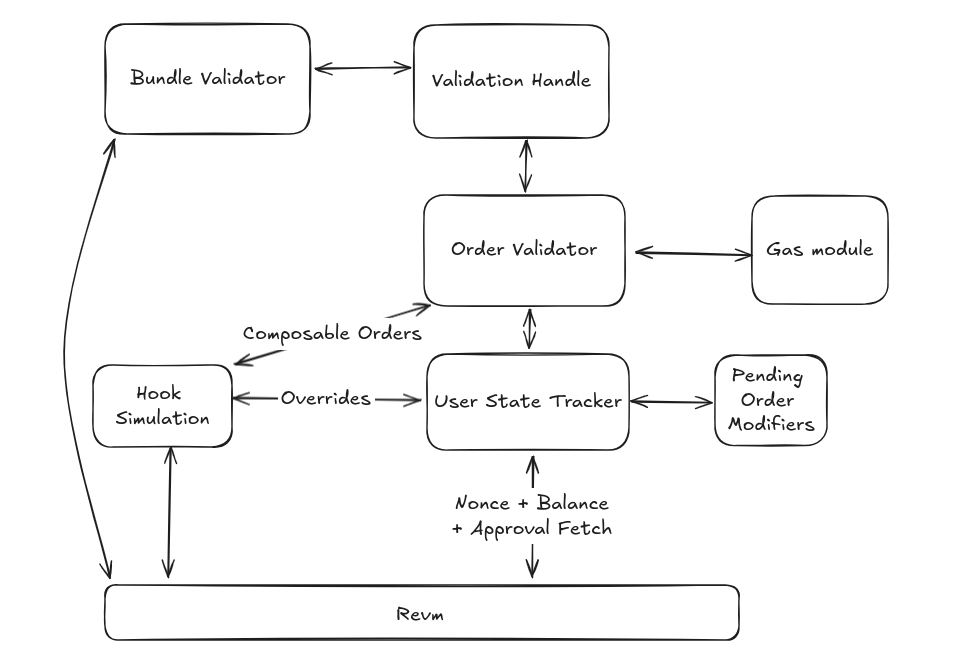 Bundle Validator
Validation Handle
Order Validator
Gas module
Composable Orders
Hook
Simulation
Overrides
User State Tracker
Pending
Order
Modifiers
Nonce + Balance
+ Approval Fetch
Revm